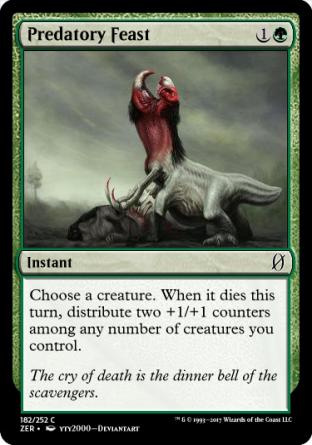 Predatory Feast 1
Instant
Choose a creature. When it dies this
turn, distribute two +1/+1 counters
among any number of creatures you
control.
The cry of death is the dinner bell of the
scavengers.
182/252 C
ZER • YTY2000–DEVIANTART
™ & © 1993–2017 Wizards of the Coast LLC